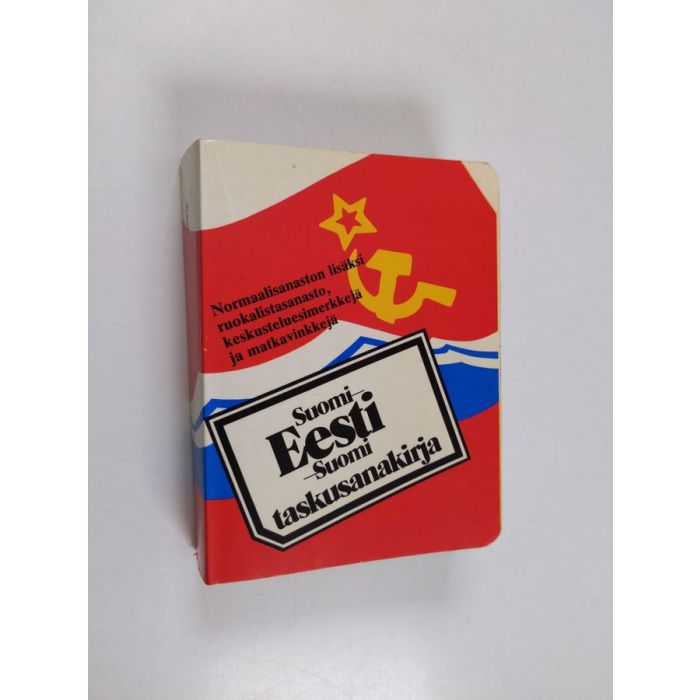 Normaalisanaston lisäksi
ruokalistasanasto,
keskusteluesimerkkejä
ja matkavinkkejä
Suomi–
Eesti
–Suomi
taskusanakirja